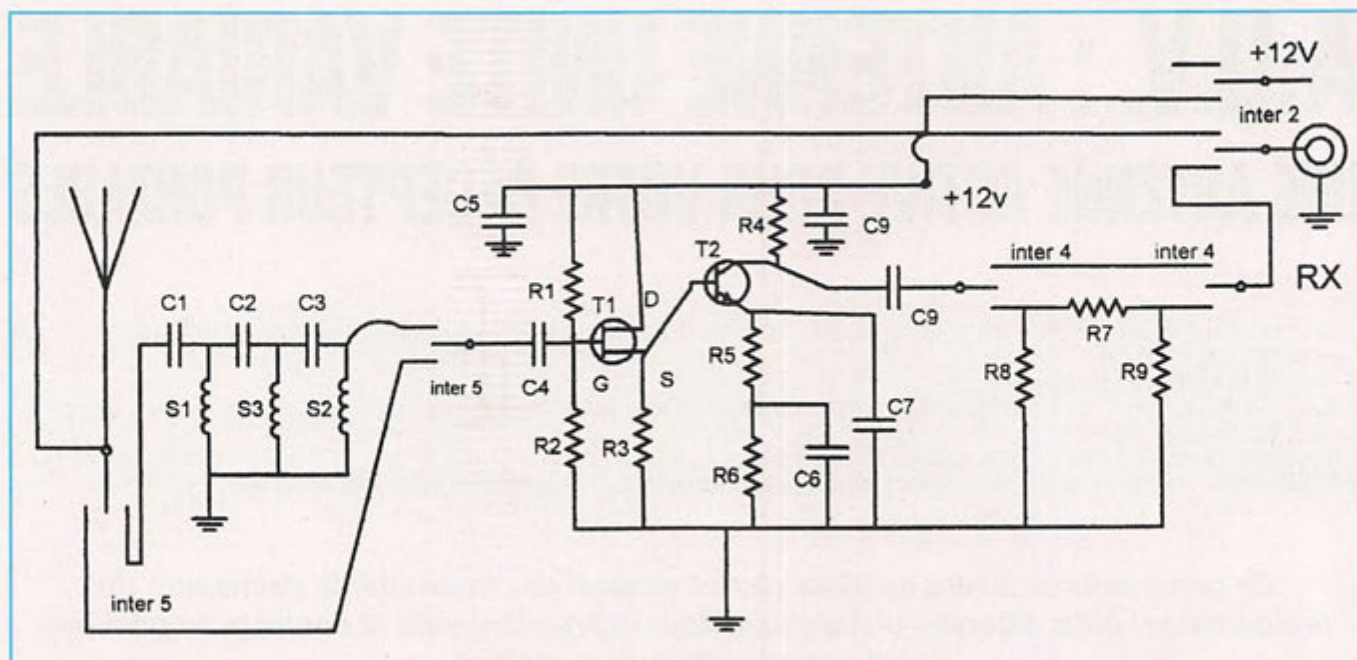 +12V
inter 2
RX
+12v
C5
R4
C9
T2
inter 4
inter 4
C1
C2
C3
R1
T1
D
C9
R7
S1
S3
S2
inter 5
C4
G
S
R5
R8
R9
C7
R2
R3
R6
C6
inter 5